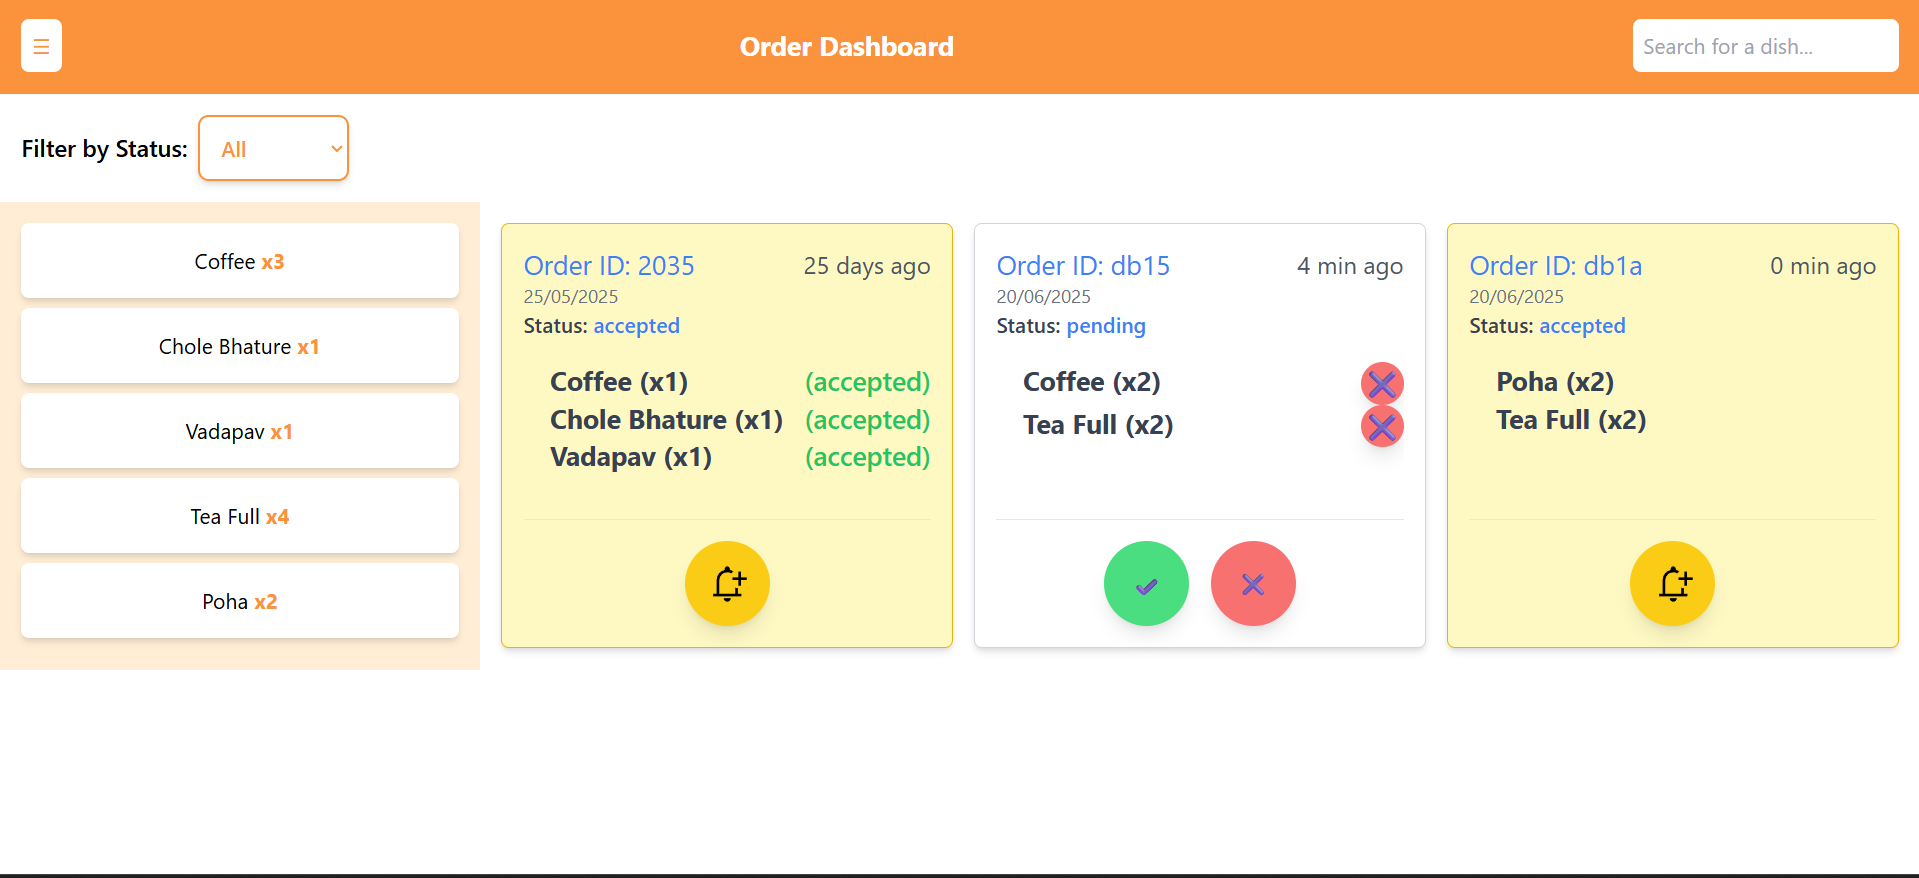 ☰
Order Dashboard
Search for a dish...
Filter by Status: All
Coffee x3
Chole Bhature x1
Vadapav x1
Tea Full x4
Poha x2
Order ID: 2035 25 days ago
25/05/2025
Status: accepted
Coffee (x1) (accepted)
Chole Bhature (x1) (accepted)
Vadapav (x1) (accepted)
Order ID: db15 4 min ago
20/06/2025
Status: pending
Coffee (x2)
Tea Full (x2)
Order ID: db1a 0 min ago
20/06/2025
Status: accepted
Poha (x2)
Tea Full (x2)